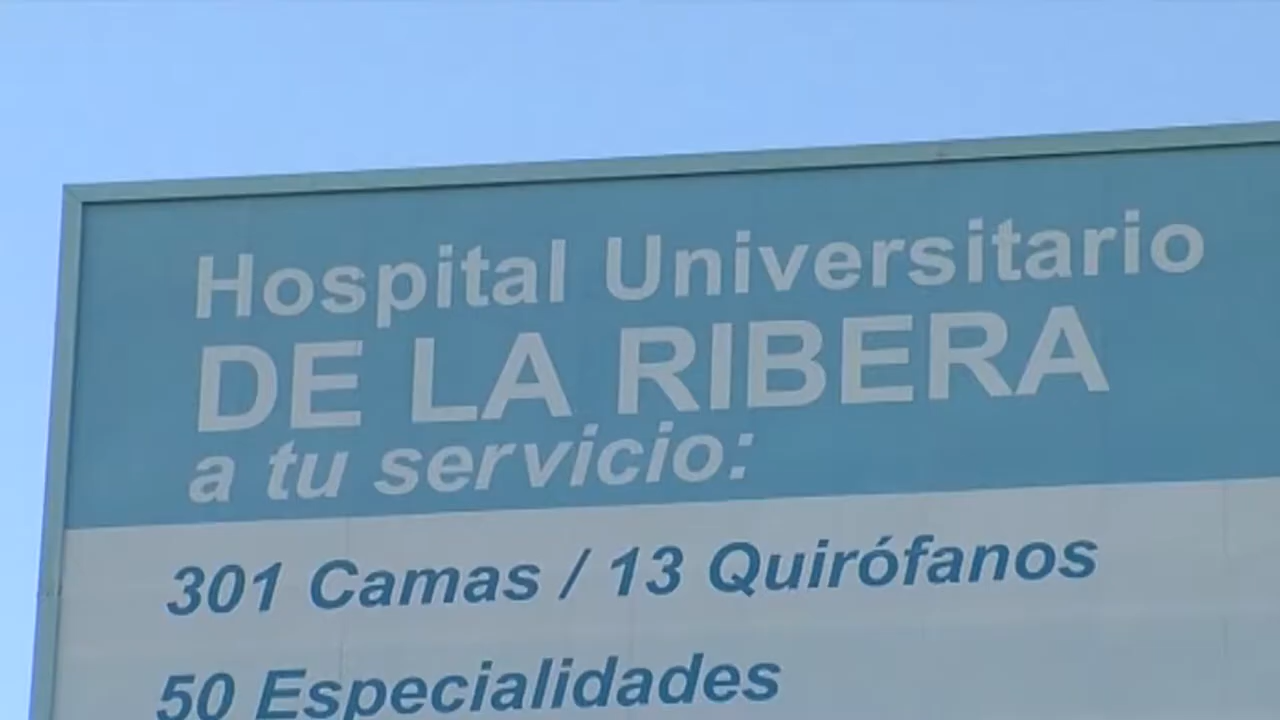 Hospital Universitario
DE LA RIBERA
a tu servicio:
301 Camas / 13 Quirófanos
50 Especialidades